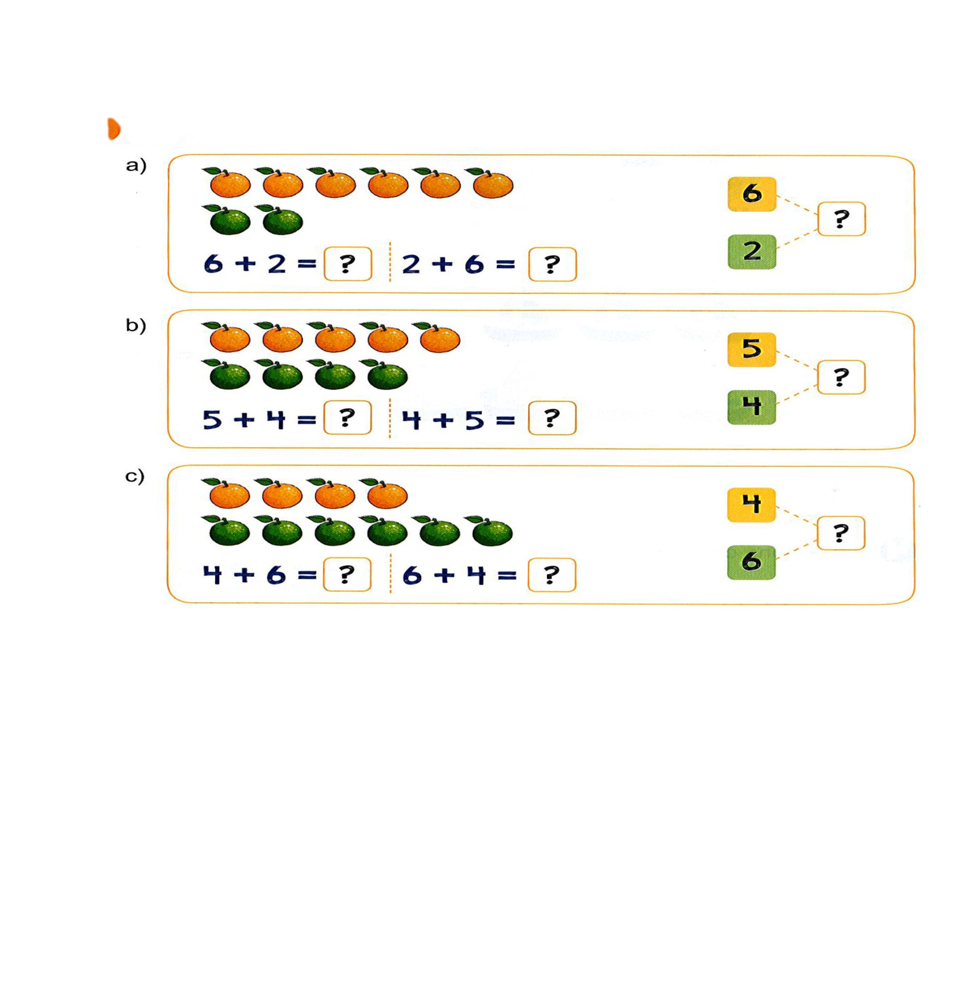 a)
6
?
2
6 + 2 = ? 2 + 6 = ?
b)
5
?
4
5 + 4 = ? 4 + 5 = ?
c)
4
?
6
4 + 6 = ? 6 + 4 = ?